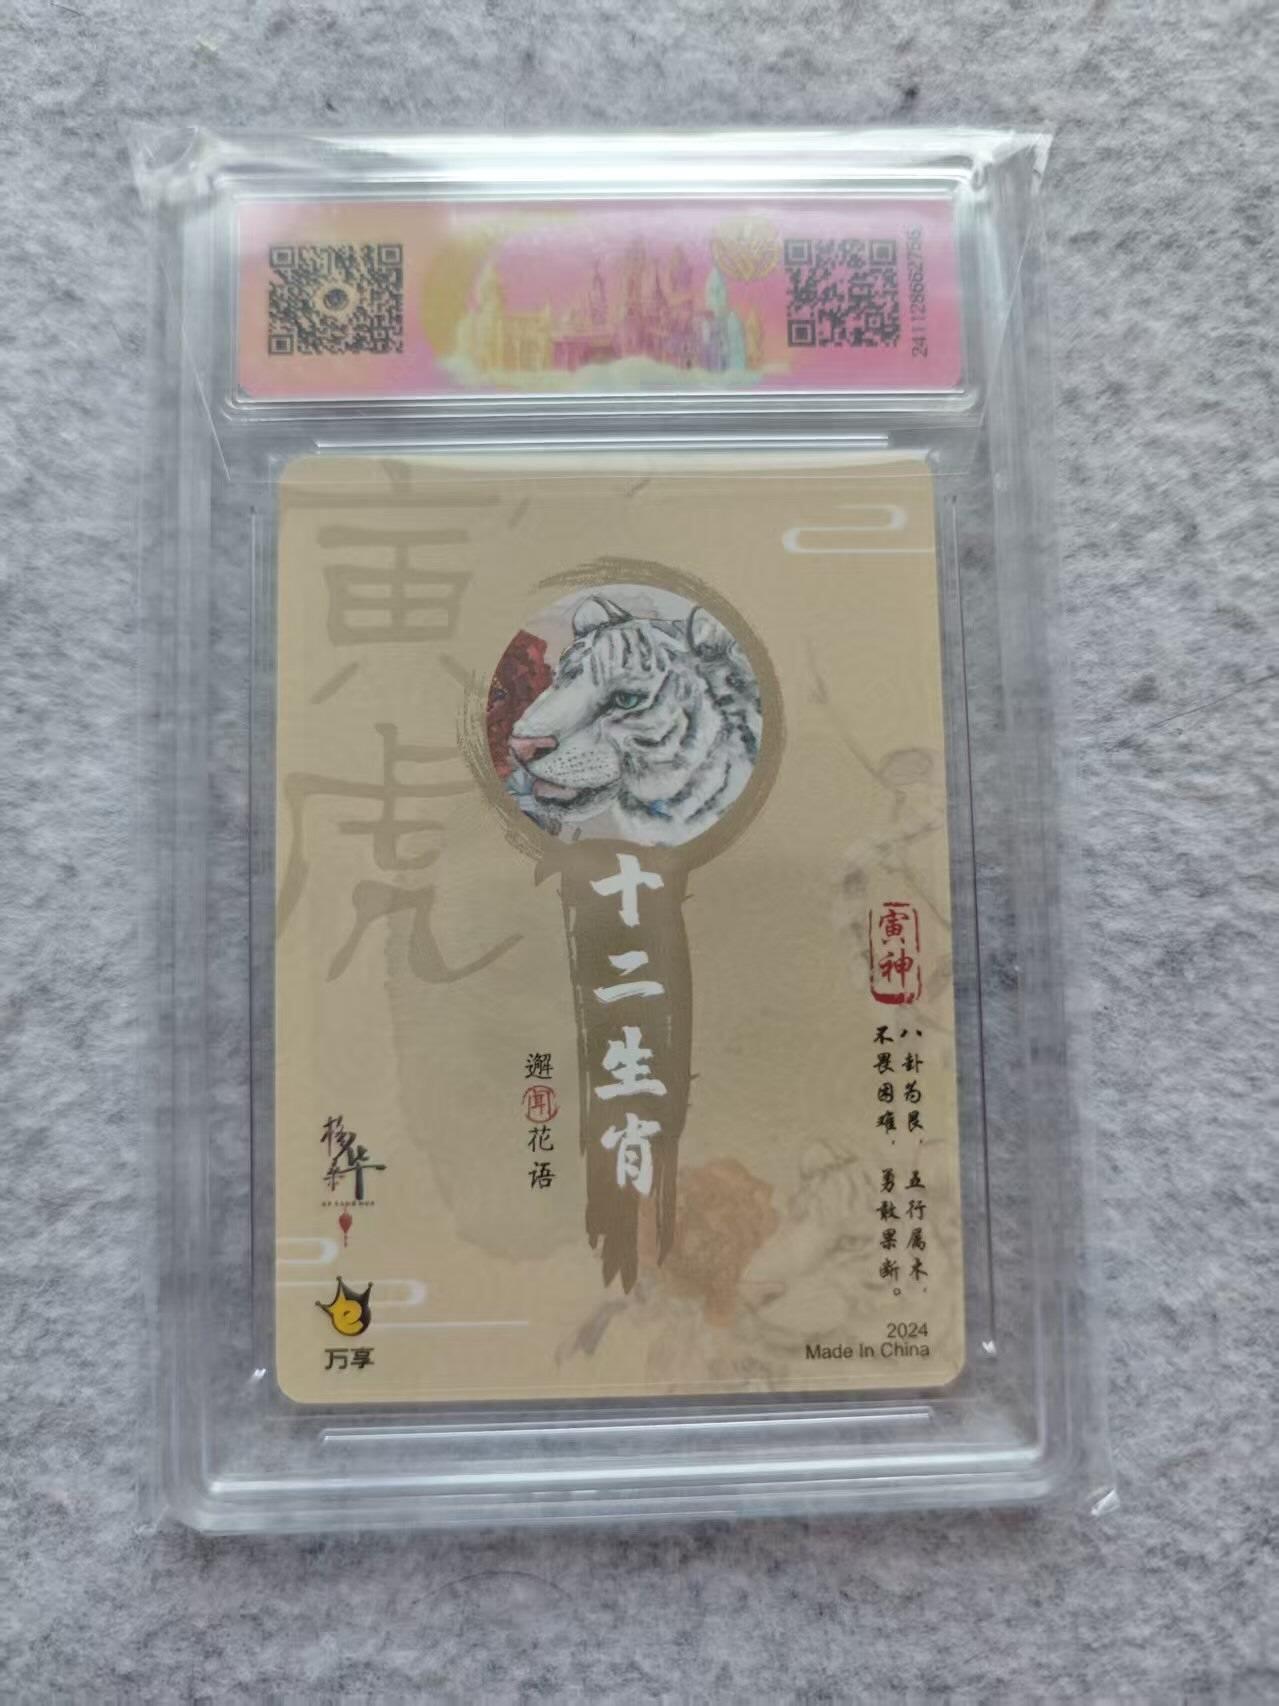 241128662756
寅虎
十二生肖
邂闻花语
寅神
八卦为艮，五行属木，
不畏困难，勇敢果断。
万享
2024
Made In China